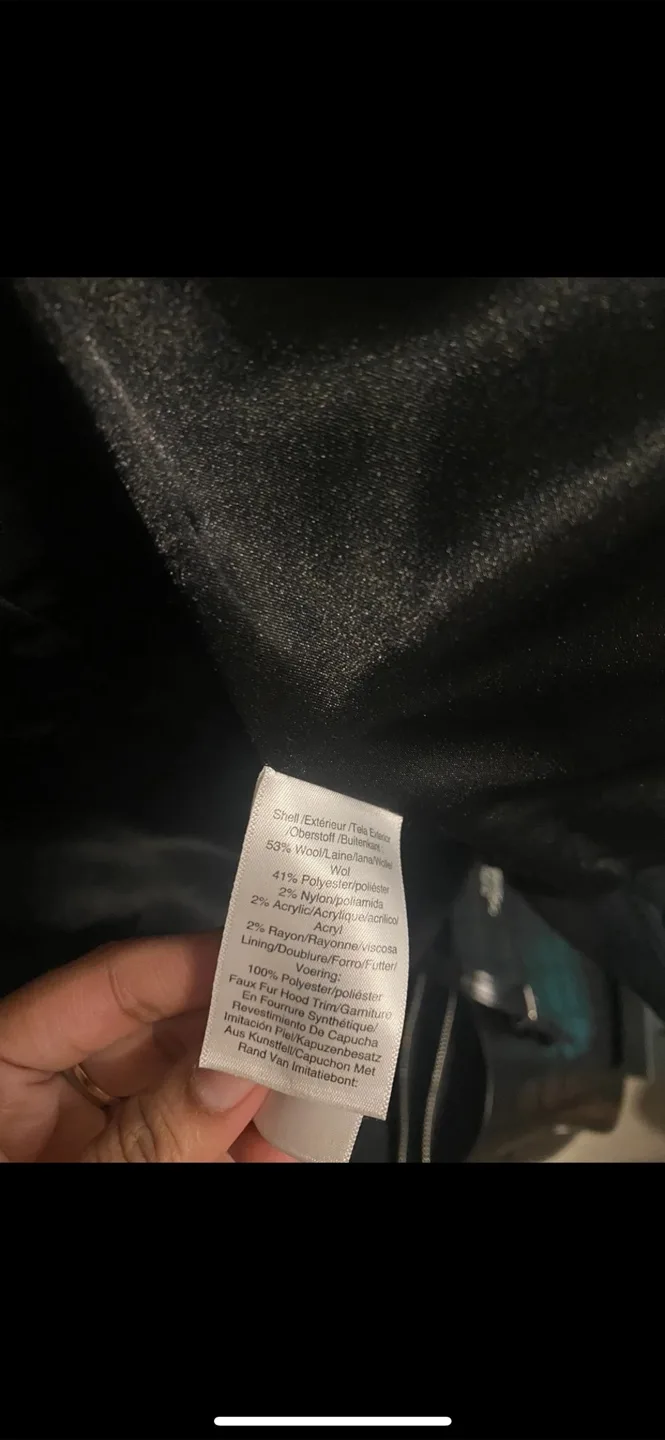 Shell /Extérieur /Tela Exterior
/Oberstoff /Buitenkant:
53% Wool/Laine/lana/Wolle/
Wol
41% Polyester/poliéster
2% Nylon/poliamida
2% Acrylic/Acrylique/acrílico/
Acryl
2% Rayon/Rayonne/viscosa
Lining/Doublure/Forro/Futter/
Voering:
100% Polyester/poliéster
Faux Fur Hood Trim/Garniture
En Fourrure Synthétique/
Revestimiento De Capucha
Imitación Piel/Kapuzenbesatz
Aus Kunstfell/Capuchon Met
Rand Van Imitatiebont: